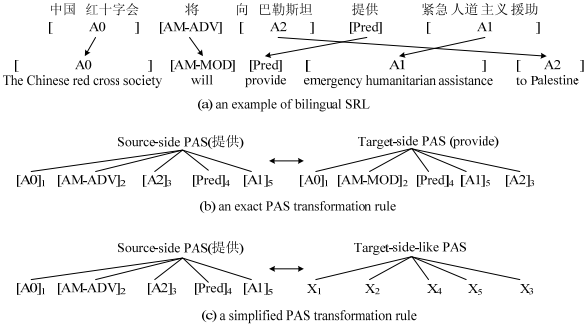 中国 红十字会 将 向 巴勒斯坦 提供 紧急 人道 主义 援助
[ A0 ] [AM-ADV] [ A2 ] [Pred] [ A1 ]
[ A0 ] [AM-MOD] [Pred] [ A1 ] [ A2 ]
The Chinese red cross society will provide emergency humanitarian assistance to Palestine
(a) an example of bilingual SRL
Source-side PAS(提供) Target-side PAS (provide)
[A0]1 [AM-ADV]2 [A2]3 [Pred]4 [A1]5 [A0]1 [AM-MOD]2 [Pred]4 [A1]5 [A2]3
(b) an exact PAS transformation rule
Source-side PAS(提供) Target-side-like PAS
[A0]1 [AM-ADV]2 [A2]3 [Pred]4 [A1]5 X1 X2 X4 X5 X3
(c) a simplified PAS transformation rule